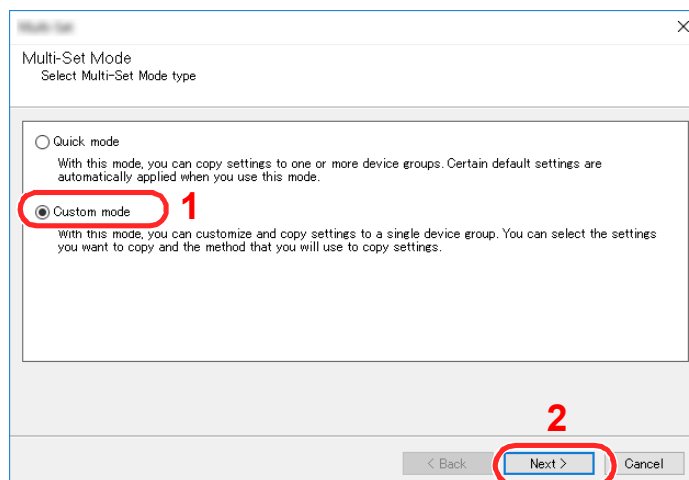 Multi-Set Mode
Select Multi-Set Mode type
Quick mode
With this mode, you can copy settings to one or more device groups. Certain default settings are
automatically applied when you use this mode.
Custom mode
1
With this mode, you can customize and copy settings to a single device group. You can select the settings
you want to copy and the method that you will use to copy settings.
2
< Back
Next >
Cancel